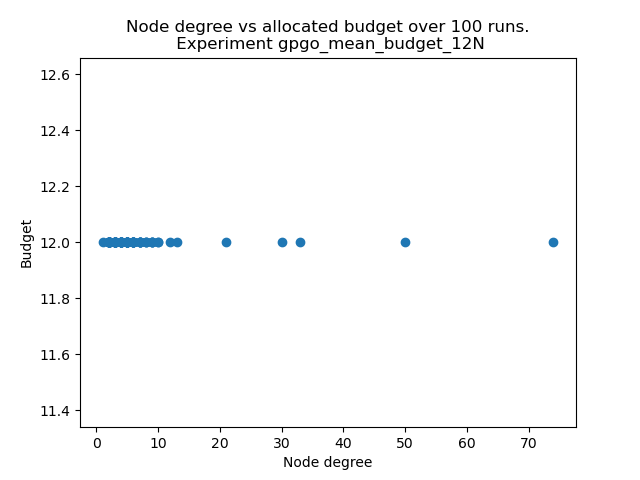 Node degree vs allocated budget over 100 runs.
Experiment gpgo_mean_budget_12N
12.6
12.4
12.2
12.0
11.8
11.6
11.4
Budget
0 10 20 30 40 50 60 70
Node degree